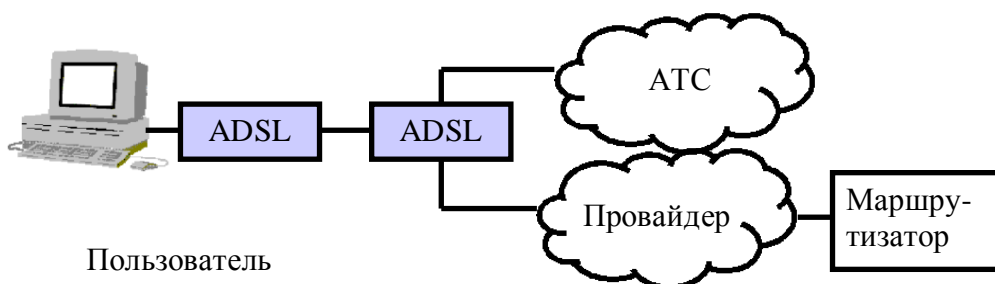 АТС
ADSL
ADSL
Провайдер
Маршру-
тизатор
Пользователь